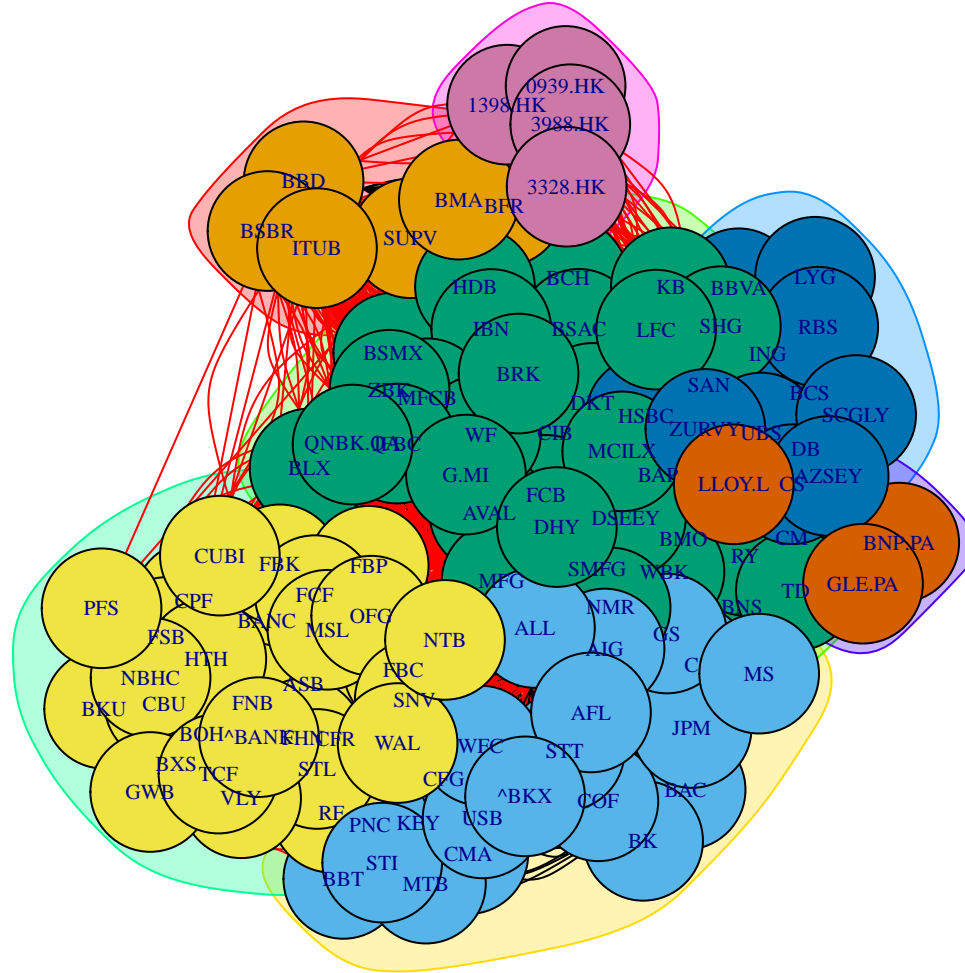 0939.HK
1398.HK
3988.HK
BBD
3328.HK
BMA
BFR
BSBR
SUPV
ITUB
BCH
LYG
HDB
KB
BBVA
IBN
BSAC
LFC
SHG
RBS
BSMX
ING
BRK
ZBK
SAN
BCS
MFCB
DKT
HSBC
SCGLY
ZURVY
UBS
WF
CIB
QNBK.QA
MCILX
DB
BLX
G.MI
BAP
AZSEY
LLOY.L
CS
FCB
AVAL
DHY
DSEEY
CM
BMO
BNP.PA
CUBI
RY
FBK
FBP
SMFG
WBK
MFG
GLE.PA
FCF
TD
CPF
PFS
NMR
BNS
OFG
BANC
MSL
ALL
GS
FSB
NTB
AIG
HTH
C
FBC
MS
NBHC
ASB
SNV
CBU
FNB
BKU
AFL
JPM
BOH
^BANK
FHN
CFR
WAL
WFC
STT
BXS
TCF
STL
CFG
BAC
GWB
VLY
^BKX
COF
RF
USB
PNC
KEY
BK
CMA
STI
BBT
MTB